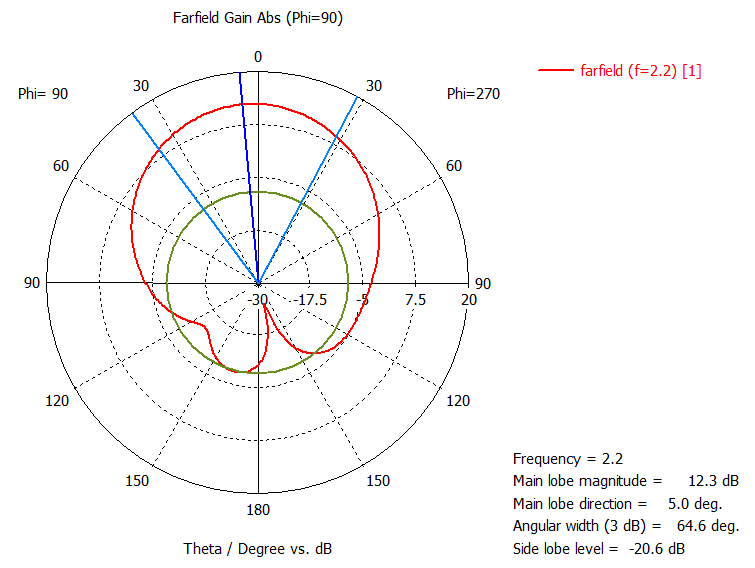 Farfield Gain Abs (Phi=90)
0
30
30
Phi= 90
Phi=270
farfield (f=2.2) [1]
60
60
90
90
-30
-17.5
-5
7.5
20
120
120
150
150
180
Theta / Degree vs. dB
Frequency = 2.2
Main lobe magnitude = 12.3 dB
Main lobe direction = 5.0 deg.
Angular width (3 dB) = 64.6 deg.
Side lobe level = -20.6 dB